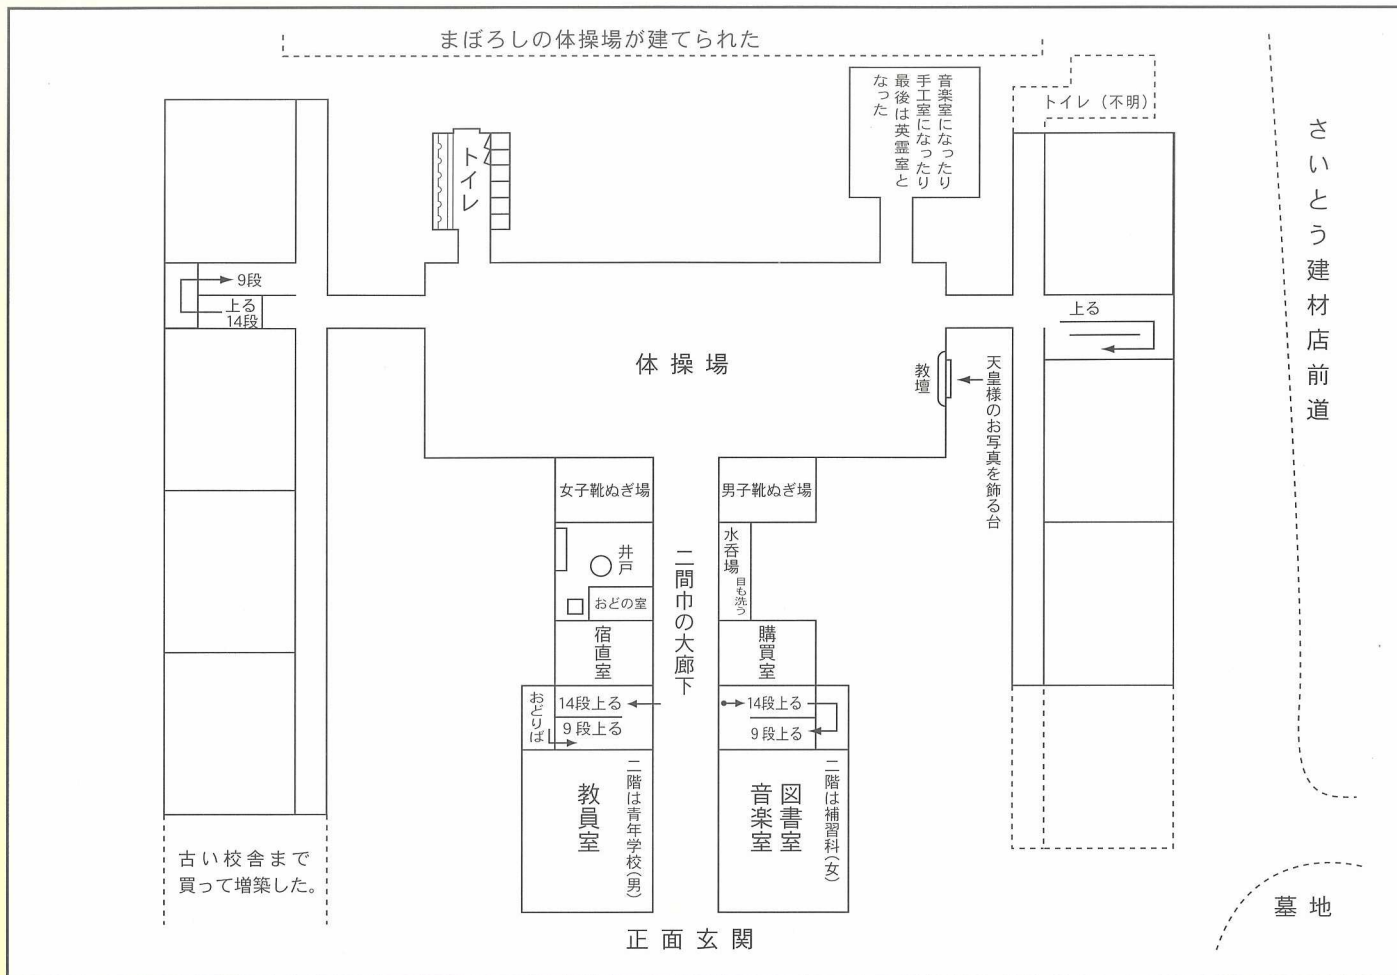 まぼろしの体操場が建てられた
音楽室になったり
手工室になったり
最後は英霊室と
なった
トイレ（不明）
さいとう建材店前道
トイレ
9段
上る
14段
上る
体操場
教壇
天皇様のお写真を飾る台
女子靴ぬぎ場
男子靴ぬぎ場
井戸
おどの室
水呑場
目も洗う
二間巾の大廊下
宿直室
購買室
おどりば
14段上る
9段上る
14段上る
9段上る
教員室
二階は青年学校（男）
図書室
音楽室
二階は補習科（女）
古い校舎まで
買って増築した。
墓地
正面玄関